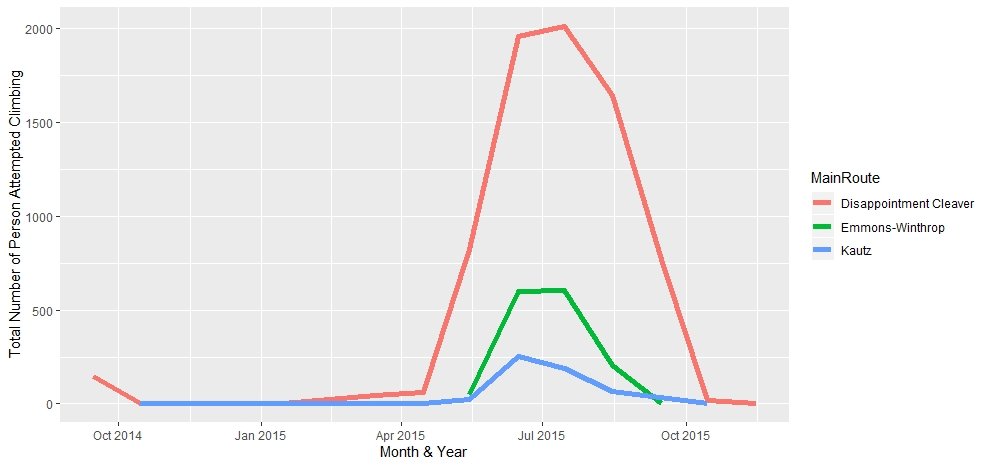 Total Number of Person Attempted Climbing
2000
1500
1000
500
0
Oct 2014
Jan 2015
Apr 2015
Jul 2015
Oct 2015
Month & Year
MainRoute
Disappointment Cleaver
Emmons-Winthrop
Kautz